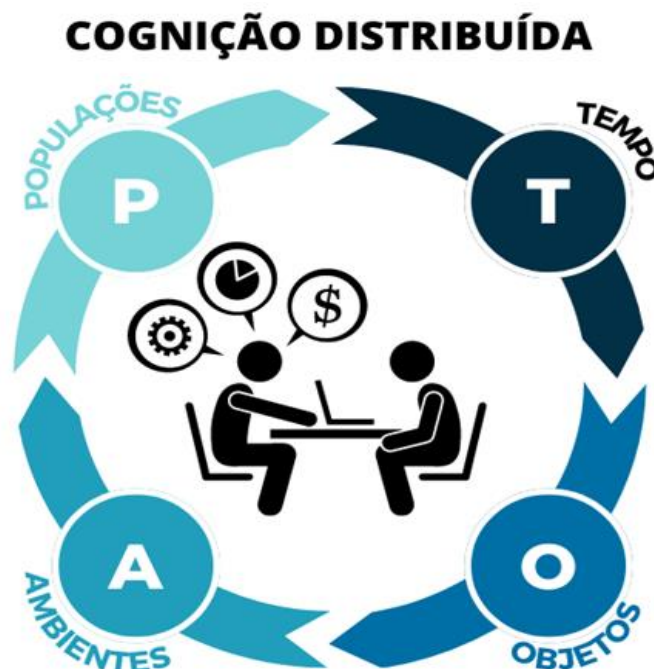 COGNIÇÃO DISTRIBUÍDA
POPULAÇÕES
P
TEMPO
T
$
AMBIENTES
A
OBJETOS
O